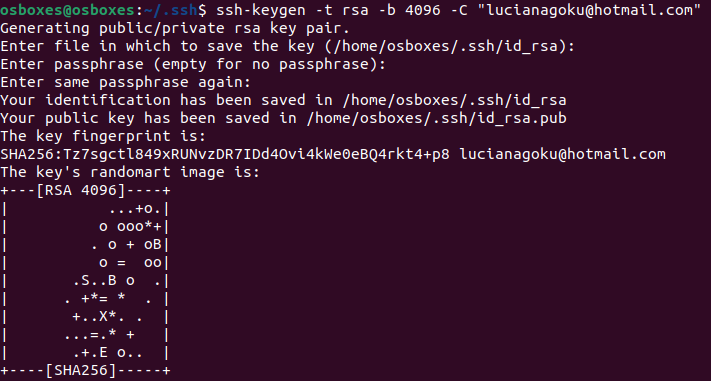 osboxes@osboxes:~/.ssh$ ssh-keygen -t rsa -b 4096 -C "lucianagoku@hotmail.com"
Generating public/private rsa key pair.
Enter file in which to save the key (/home/osboxes/.ssh/id_rsa):
Enter passphrase (empty for no passphrase):
Enter same passphrase again:
Your identification has been saved in /home/osboxes/.ssh/id_rsa
Your public key has been saved in /home/osboxes/.ssh/id_rsa.pub
The key fingerprint is:
SHA256:Tz7sgctl849xRUNvzDR7IDd4Ovi4kWe0eBQ4rkt4+p8 lucianagoku@hotmail.com
The key's randomart image is:
+---[RSA 4096]----+
|            ...+o.|
|           o ooo*+|
|          . o + oB|
|           o =  oo|
|        .S..B o  .|
|       . +*= *  . |
|        +..X*. .  |
|       ...=.* +   |
|        .+.E o..  |
+----[SHA256]-----+